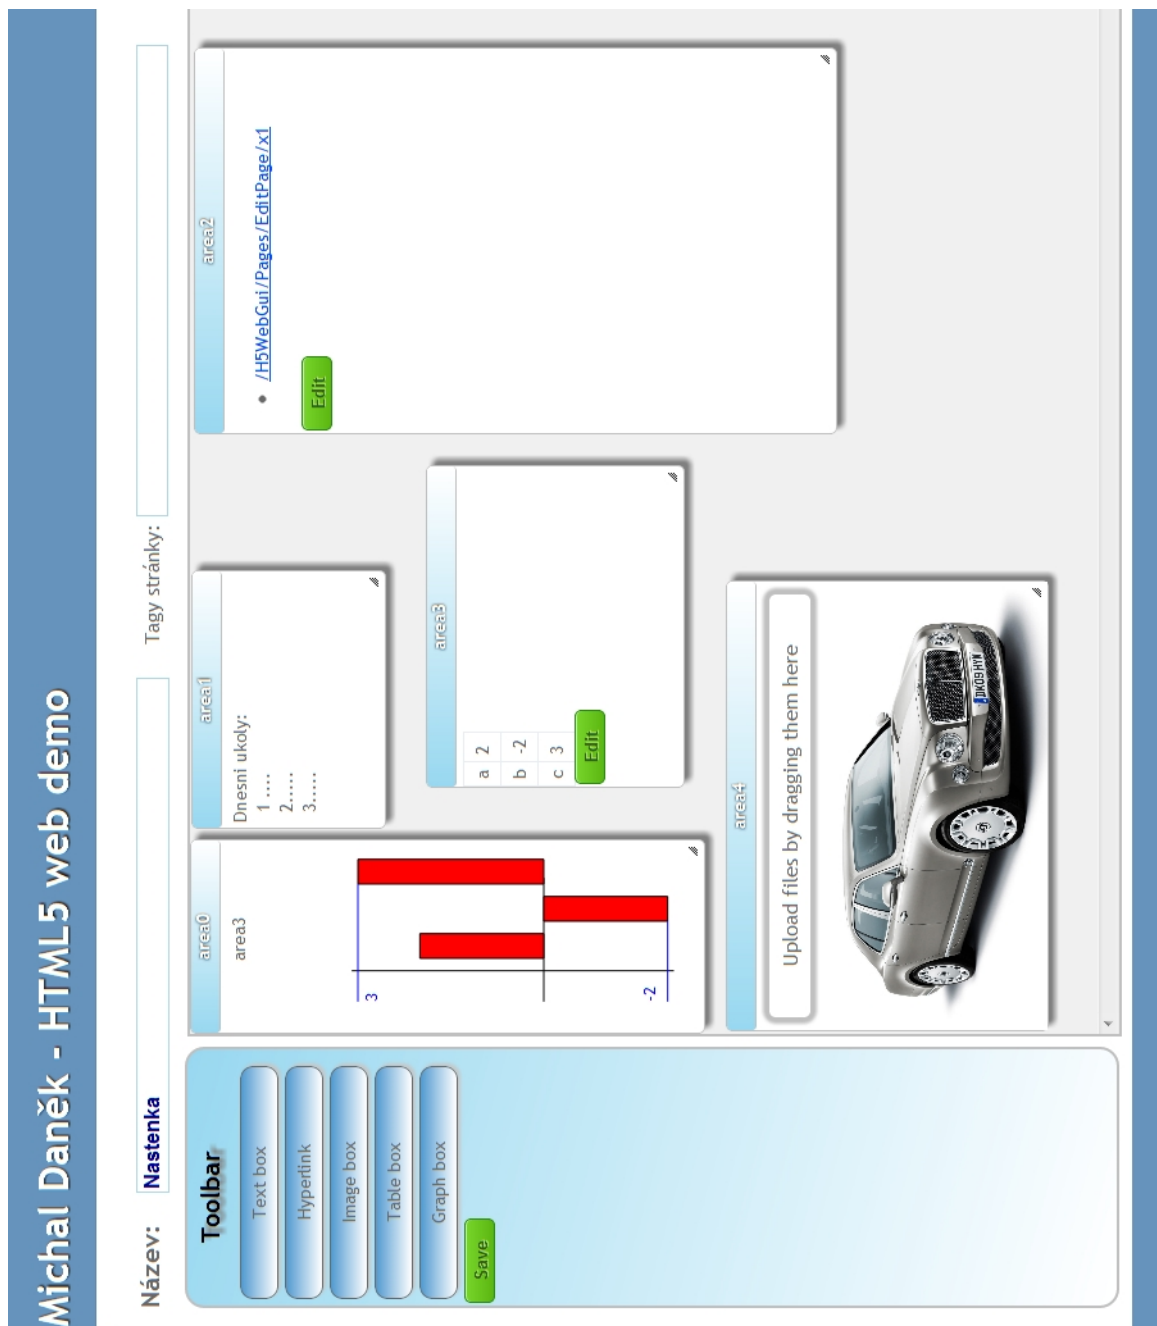 Michal Daněk - HTML5 web demo
Název: Nastenka Tagy stránky:
Toolbar
Text box
Hyperlink
Image box
Table box
Graph box
Save
area0
area3
3
-2
area1
Dnesni ukoly:
1 ....
2.....
3.....
area2
/H5WebGui/Pages/EditPage/x1
Edit
area3
a 2
b -2
c 3
Edit
area4
Upload files by dragging them here
DK09 HYN